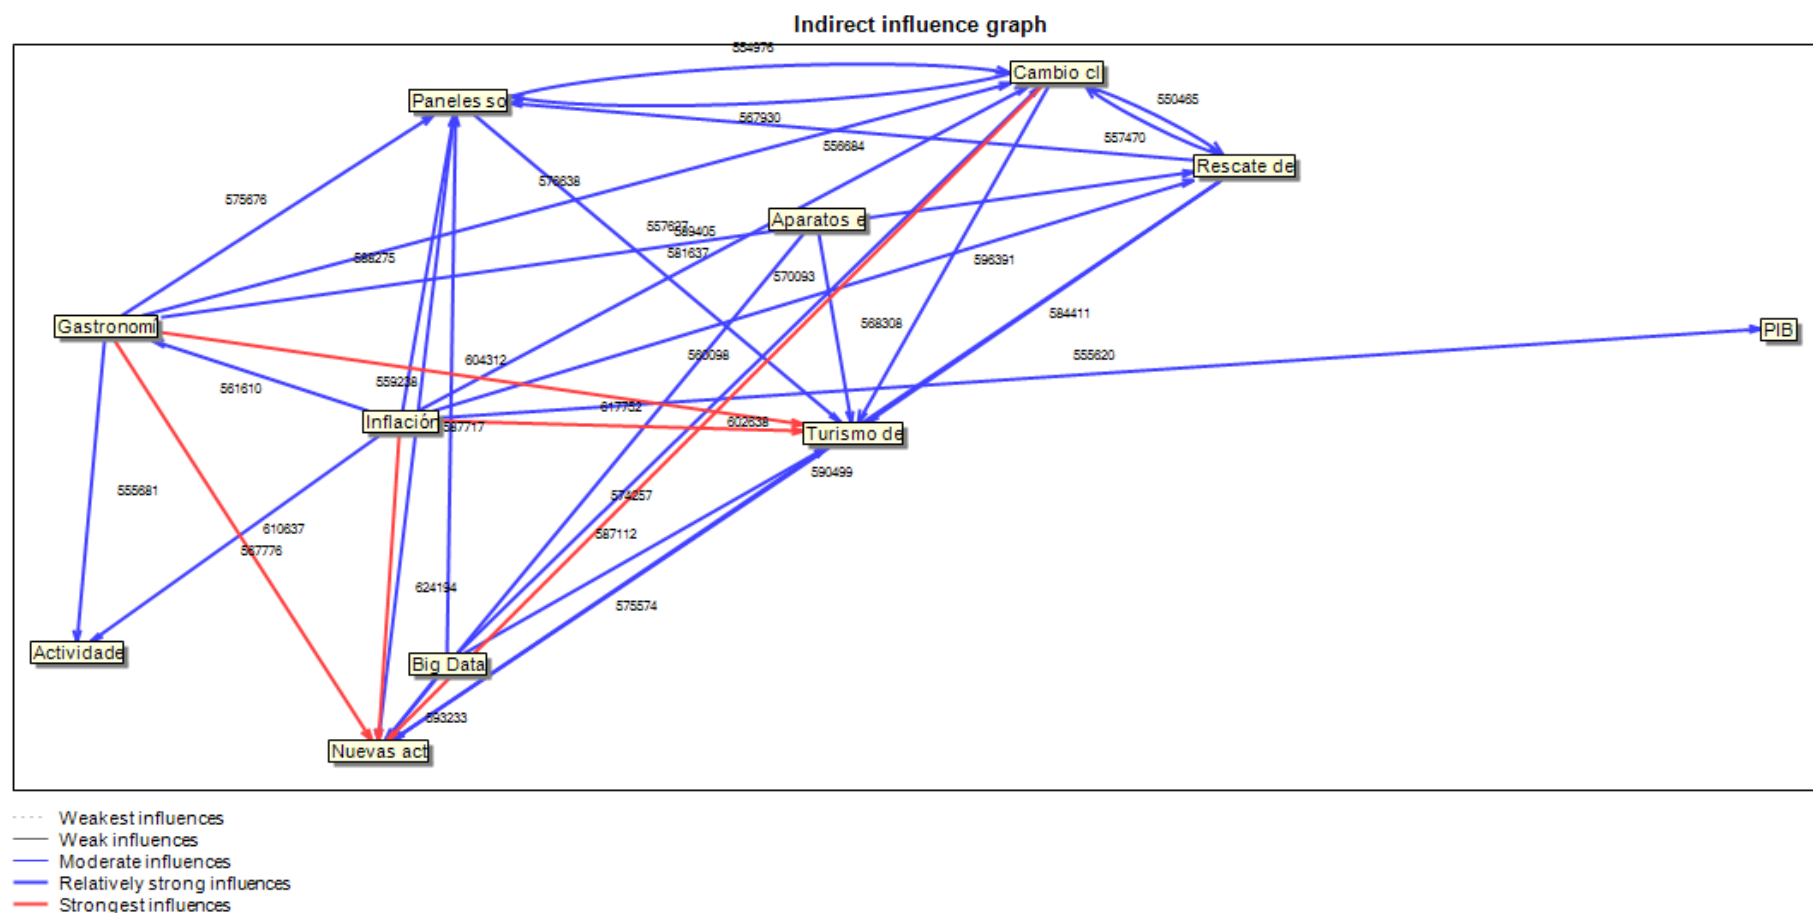 Indirect influence graph
554976
Cambio cl
Paneles so
550465
567930
557470
556684
Rescate de
576638
575676
Aparatos e
589405
581637
588275
570093
596391
584411
Gastronomí
568308
PIB
604312
560098
555620
559238
561610
617752
Inflación
587717
602638
Turismo de
590499
555681
574257
610637
587112
567776
624194
575574
Actividade
Big Data
593233
Nuevas act
Weakest influences
Weak influences
Moderate influences
Relatively strong influences
Strongest influences